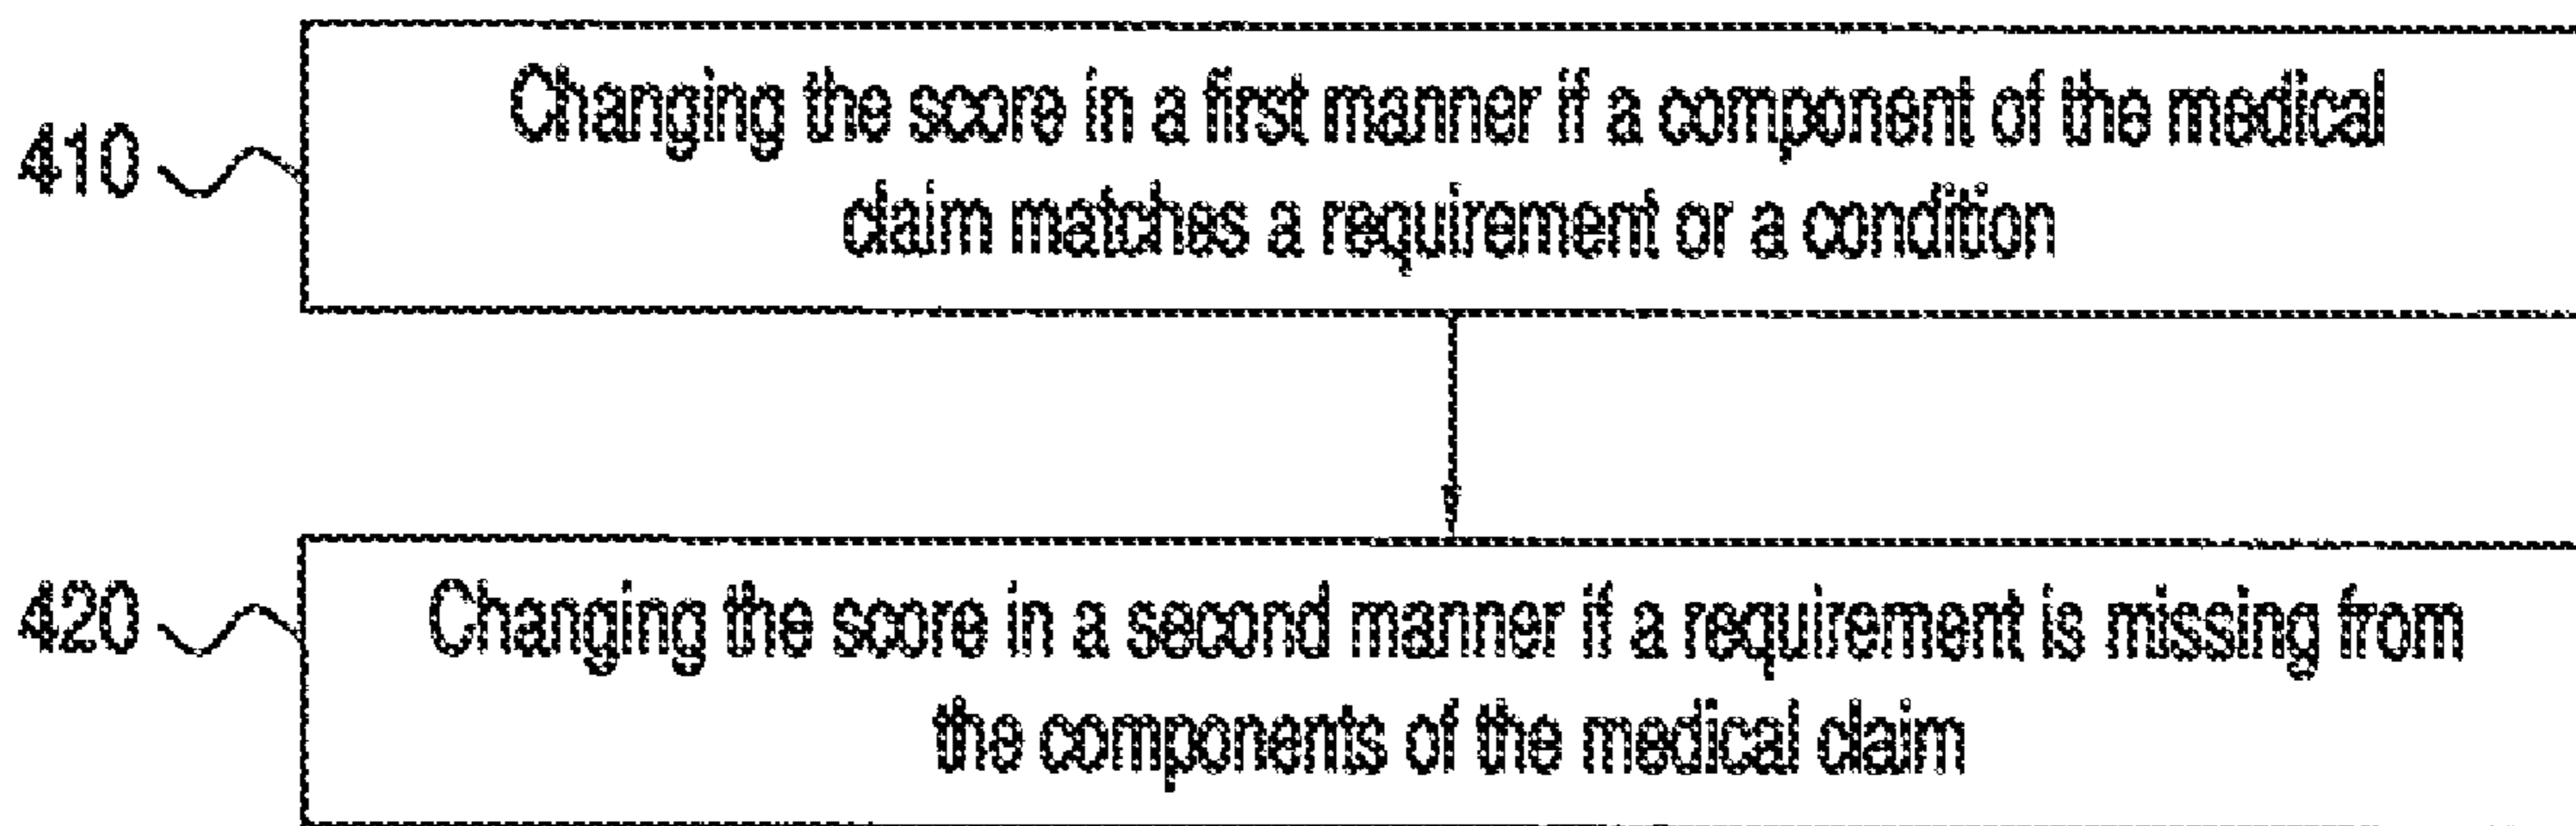 410
Changing the score in a first manner if a component of the medical
claim matches a requirement or a condition
420
Changing the score in a second manner if a requirement is missing from
the components of the medical claim